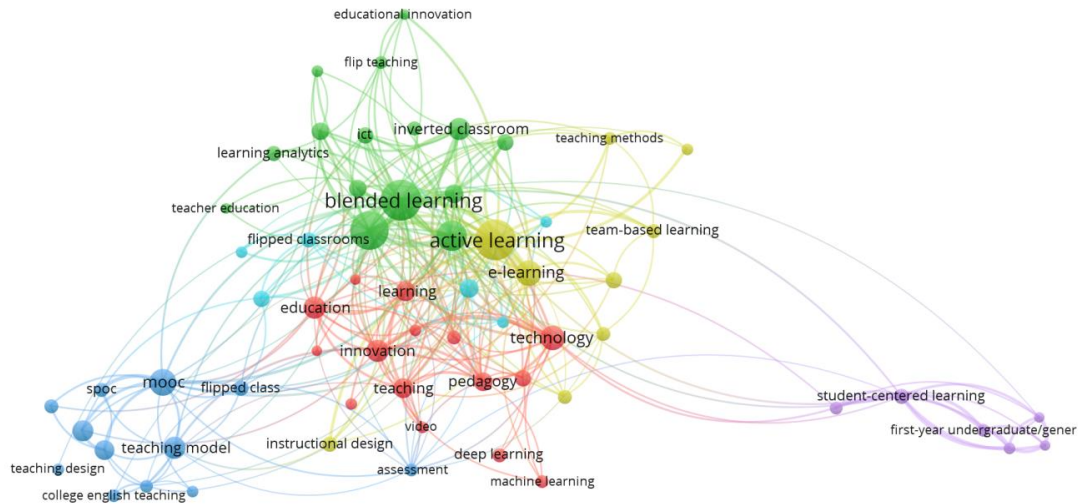 educational innovation
flip teaching
ict
inverted classroom
teaching methods
learning analytics
blended learning
teacher education
team-based learning
flipped classrooms
active learning
e-learning
learning
education
technology
innovation
mooc
spoc
flipped class
teaching
pedagogy
student-centered learning
video
first-year undergraduate/gener
teaching model
instructional design
deep learning
teaching design
assessment
machine learning
college english teaching